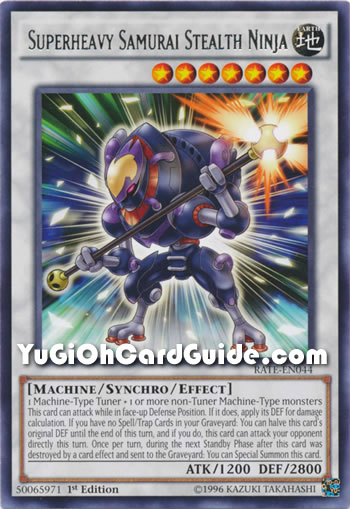 SUPERHEAVY SAMURAI STEALTH NINJA
EARTH
地
YUGIOHCARDGUIDE.COM
RATE-EN044
[MACHINE/SYNCHRO/EFFECT]
1 Machine-Type Tuner + 1 or more non-Tuner Machine-Type monsters
This card can attack while in face-up Defense Position. If it does, apply its DEF for damage
calculation. If you have no Spell/Trap Cards in your Graveyard: You can halve this card's
original DEF until the end of this turn, and if you do, this card can attack your opponent
directly this turn. Once per turn, during the next Standby Phase after this card was
destroyed by a card effect and sent to the Graveyard: You can Special Summon this card.
ATK/1200 DEF/2800
50065971 1st Edition ©1996 KAZUKI TAKAHASHI